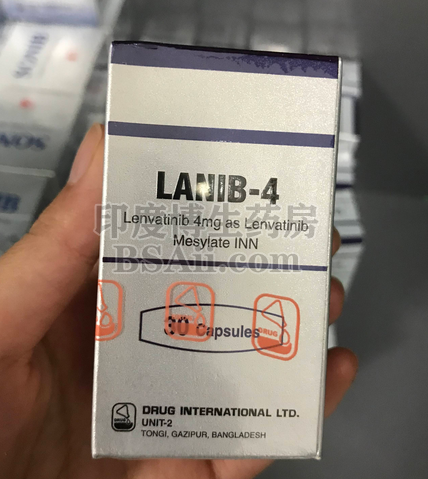 LANIB-4
Lenvatinib 4mg as Lenvatinib
Mesylate INN
印度博生药房
BSAii.com
30 Capsules
DRUG
DRUG INTERNATIONAL LTD.
UNIT-2
TONGI, GAZIPUR, BANGLADESH